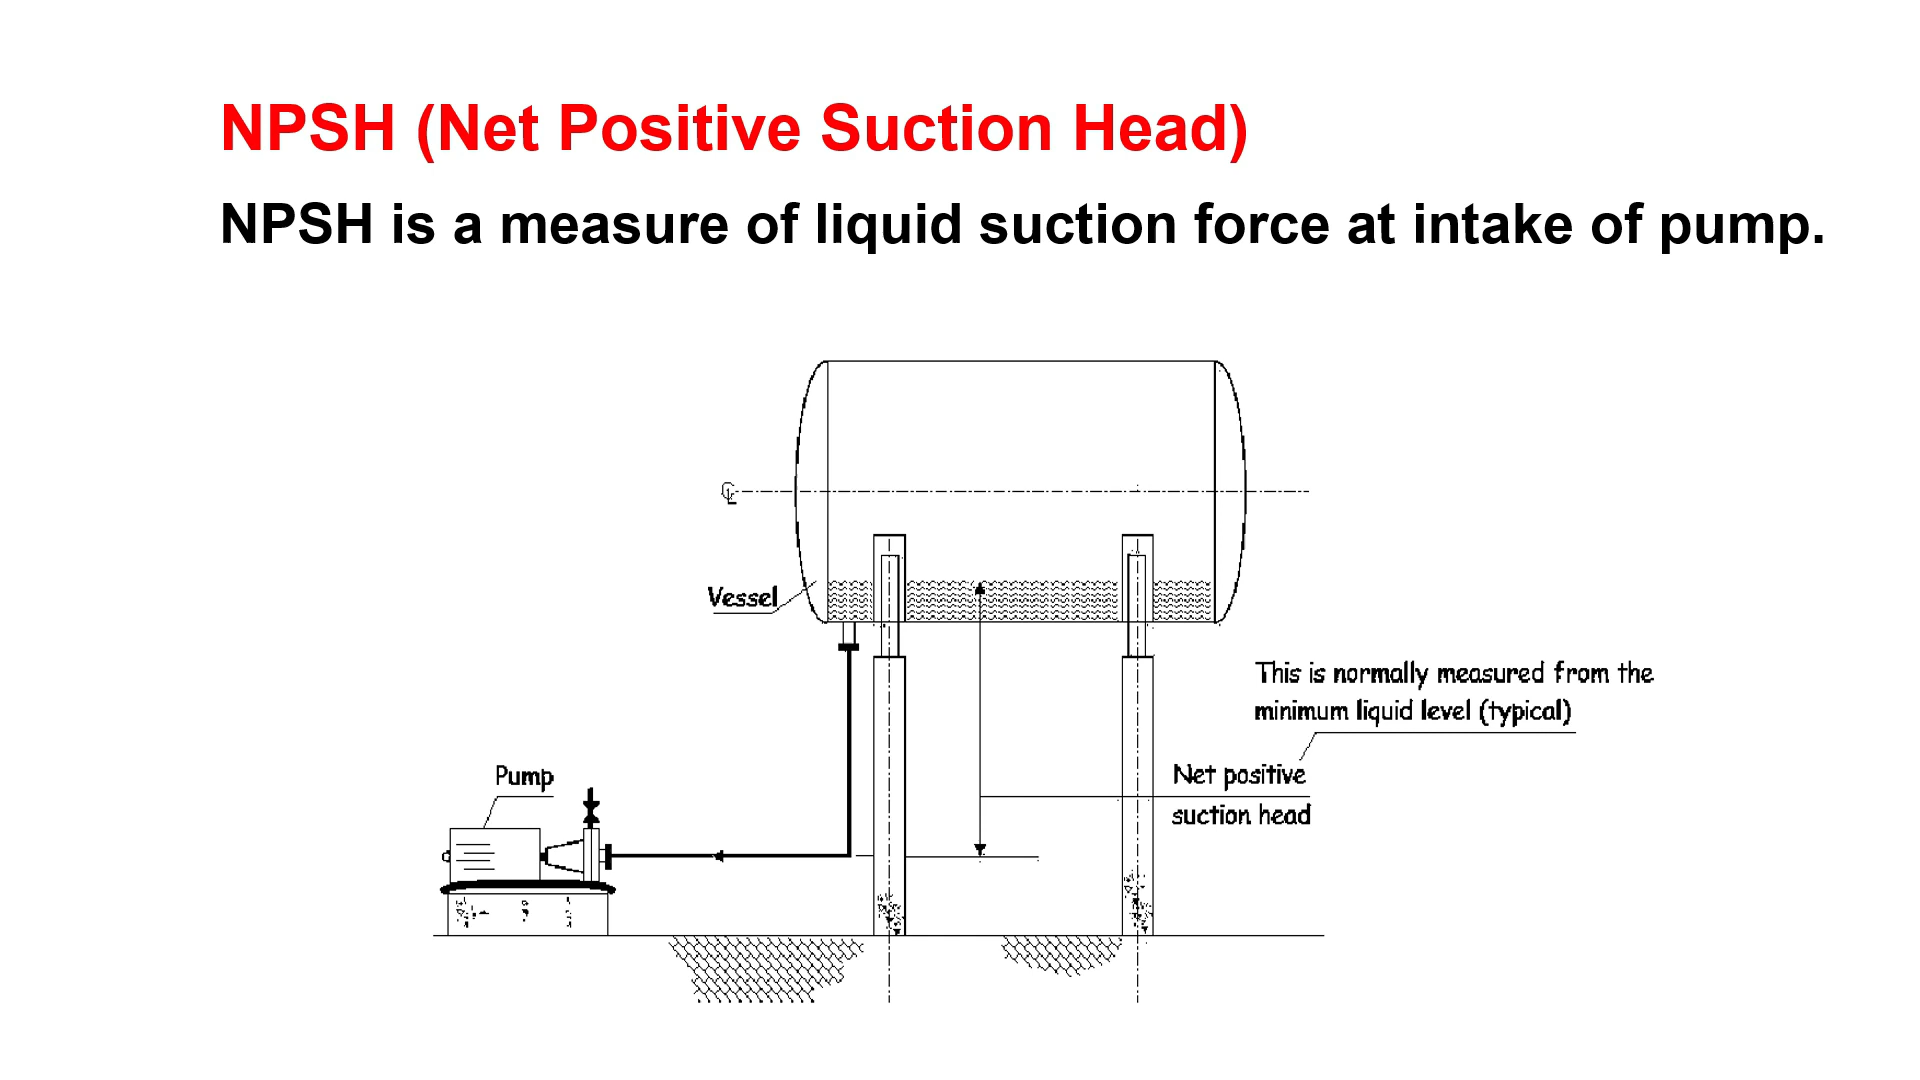 NPSH (Net Positive Suction Head)
NPSH is a measure of liquid suction force at intake of pump.
℄
Vessel
This is normally measured from the
minimum liquid level (typical)
Pump
Net positive
suction head